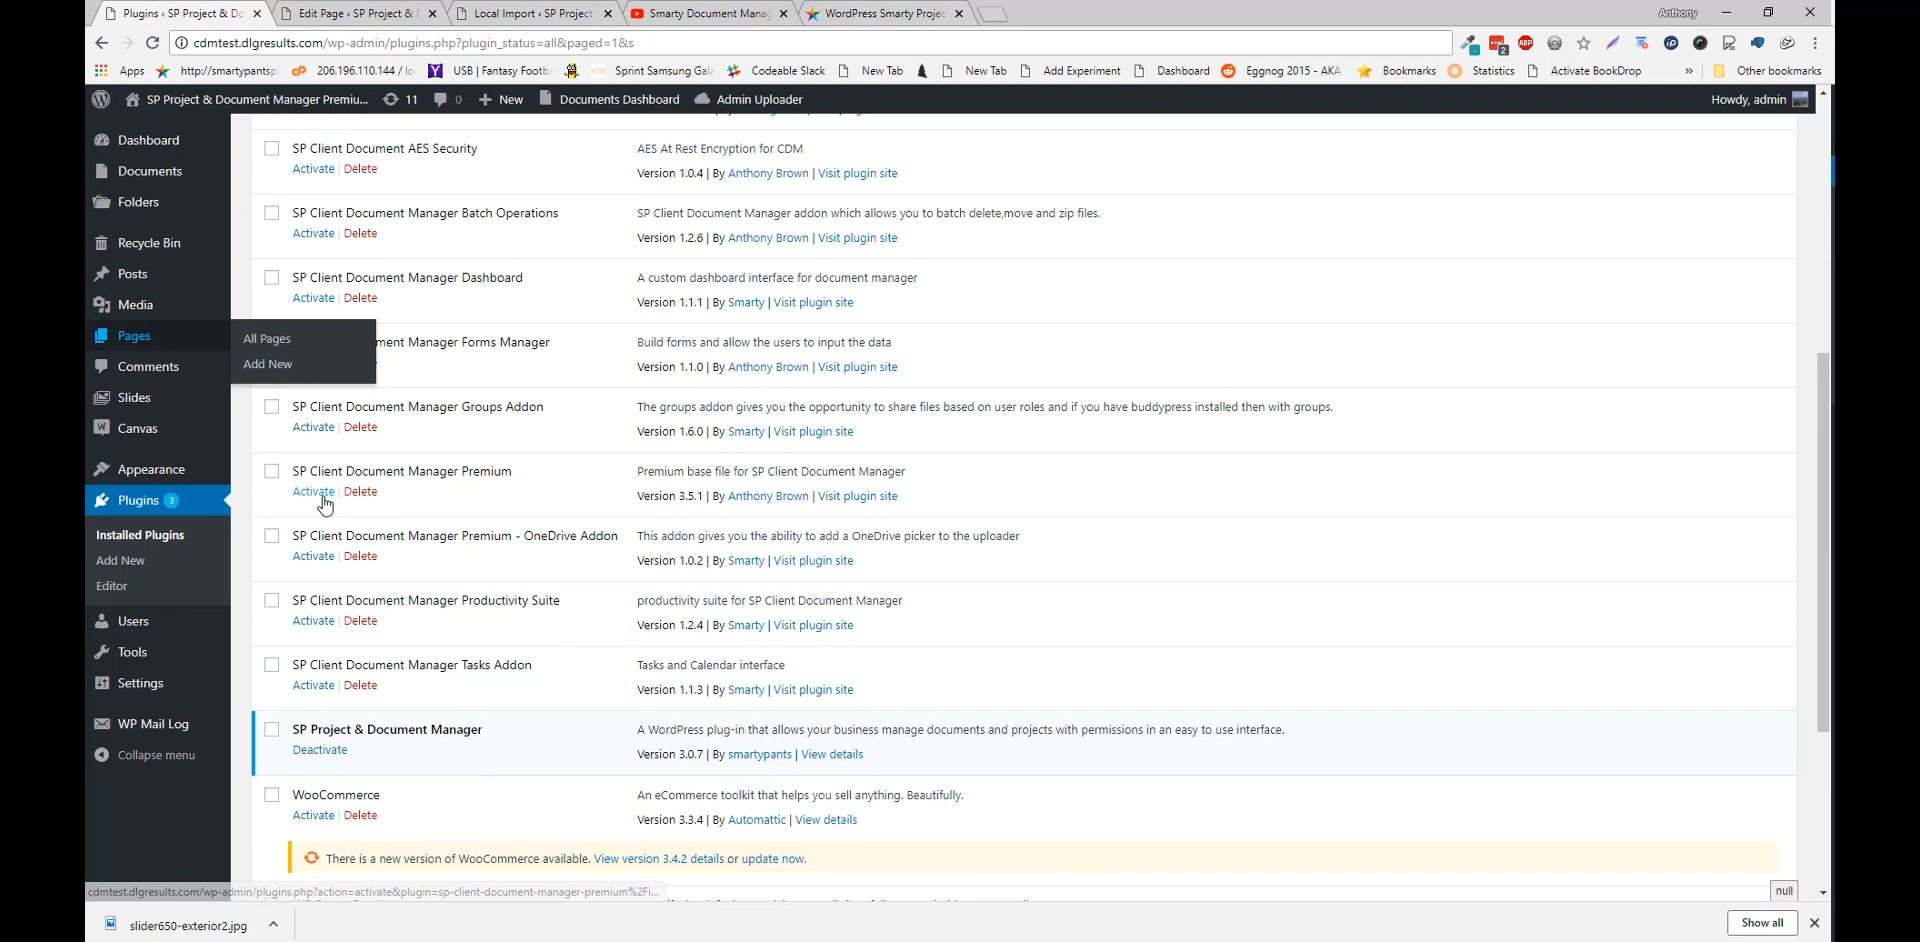 Plugins ‹ SP Project & Do
Edit Page ‹ SP Project & D
Local Import ‹ SP Project
Smarty Document Mana
WordPress Smarty Projec
Anthony
cdmtest.dlgresults.com/wp-admin/plugins.php?plugin_status=all&paged=1&s
Apps
http://smartypantsp
206.196.110.144 / lo
USB | Fantasy Footba
Sprint Samsung Gala
Codeable Slack
New Tab
New Tab
Add Experiment
Dashboard
Eggnog 2015 - AKA
Bookmarks
Statistics
Activate BookDrop
»
Other bookmarks
SP Project & Document Manager Premiu...
11
0
New
Documents Dashboard
Admin Uploader
Howdy, admin
Dashboard
Documents
Folders
Recycle Bin
Posts
Media
Pages
All Pages
Add New
Comments
Slides
Canvas
Appearance
Plugins 3
Installed Plugins
Add New
Editor
Users
Tools
Settings
WP Mail Log
Collapse menu
SP Client Document AES Security
Activate | Delete
AES At Rest Encryption for CDM
Version 1.0.4 | By Anthony Brown | Visit plugin site
SP Client Document Manager Batch Operations
Activate | Delete
SP Client Document Manager addon which allows you to batch delete,move and zip files.
Version 1.2.6 | By Anthony Brown | Visit plugin site
SP Client Document Manager Dashboard
Activate | Delete
A custom dashboard interface for document manager
Version 1.1.1 | By Smarty | Visit plugin site
ment Manager Forms Manager
Build forms and allow the users to input the data
Version 1.1.0 | By Anthony Brown | Visit plugin site
SP Client Document Manager Groups Addon
Activate | Delete
The groups addon gives you the opportunity to share files based on user roles and if you have buddypress installed then with groups.
Version 1.6.0 | By Smarty | Visit plugin site
SP Client Document Manager Premium
Activate | Delete
Premium base file for SP Client Document Manager
Version 3.5.1 | By Anthony Brown | Visit plugin site
SP Client Document Manager Premium - OneDrive Addon
Activate | Delete
This addon gives you the ability to add a OneDrive picker to the uploader
Version 1.0.2 | By Smarty | Visit plugin site
SP Client Document Manager Productivity Suite
Activate | Delete
productivity suite for SP Client Document Manager
Version 1.2.4 | By Smarty | Visit plugin site
SP Client Document Manager Tasks Addon
Activate | Delete
Tasks and Calendar interface
Version 1.1.3 | By Smarty | Visit plugin site
SP Project & Document Manager
Deactivate
A WordPress plug-in that allows your business manage documents and projects with permissions in an easy to use interface.
Version 3.0.7 | By smartypants | View details
WooCommerce
Activate | Delete
An eCommerce toolkit that helps you sell anything. Beautifully.
Version 3.3.4 | By Automattic | View details
There is a new version of WooCommerce available. View version 3.4.2 details or update now.
cdmtest.dlgresults.com/wp-admin/plugins.php?action=activate&plugin=sp-client-document-manager-premium%2Fi...
null
slider650-exterior2.jpg
Show all